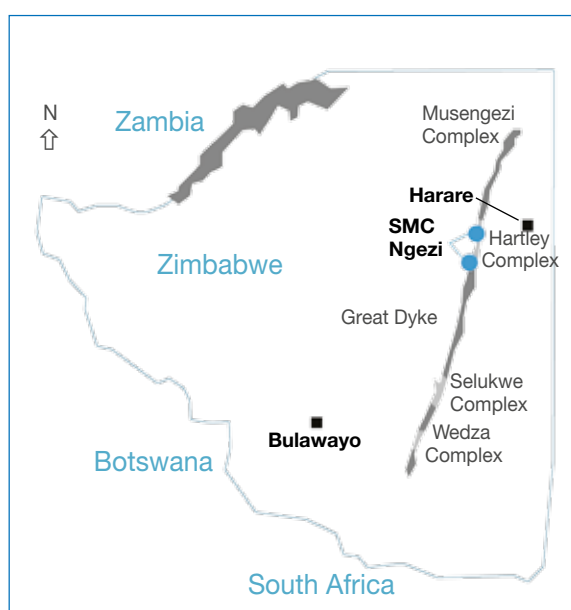 N
Zambia
Musengezi
Complex
Harare
SMC
Ngezi
Hartley
Complex
Zimbabwe
Great Dyke
Selukwe
Complex
Wedza
Complex
Bulawayo
Botswana
South Africa